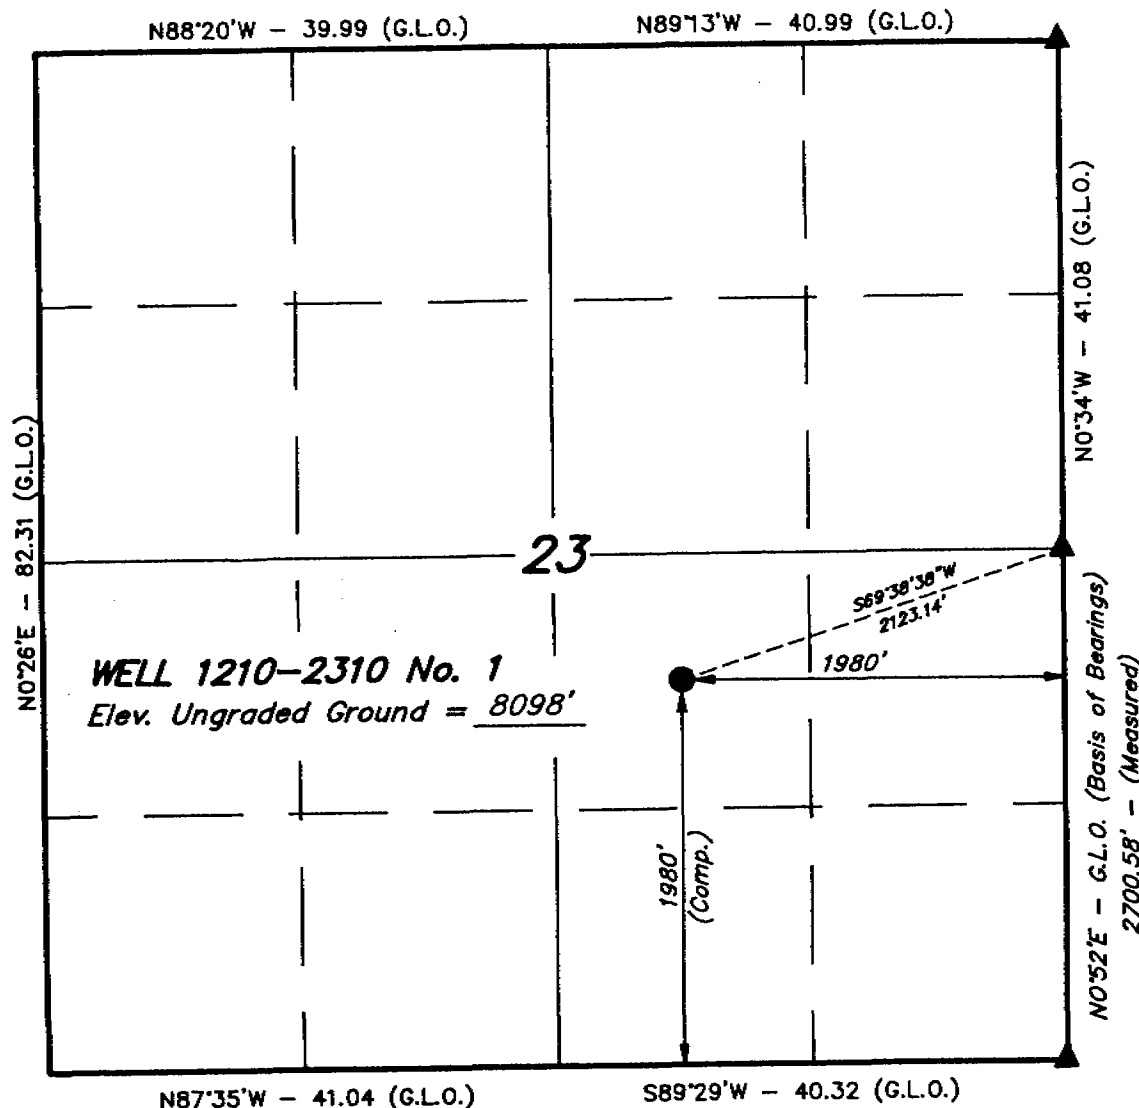 N88°20'W – 39.99 (G.L.O.)
N89°13'W – 40.99 (G.L.O.)
N0°34'W – 41.08 (G.L.O.)
N0°26'E – 82.31 (G.L.O.)
23
S69°38'38"W
2123.14'
1980'
WELL 1210–2310 No. 1
Elev. Ungraded Ground = 8098'
1980'
(Comp.)
N0°52'E – G.L.O. (Basis of Bearings)
2700.58' – (Measured)
N87°35'W – 41.04 (G.L.O.)
S89°29'W – 40.32 (G.L.O.)